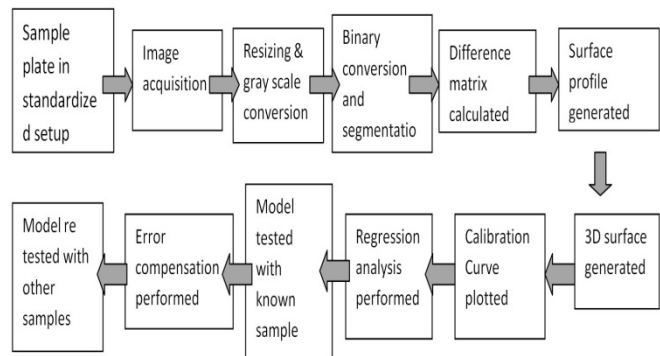 Sample
plate in
standardize
d setup
Image
acquisition
Resizing &
gray scale
conversion
Binary
conversion
and
segmentatio
Difference
matrix
calculated
Surface
profile
generated
3D surface
generated
Calibration
Curve
plotted
Regression
analysis
performed
Model
tested
with
known
sample
Error
compensation
performed
Model re
tested with
other
samples